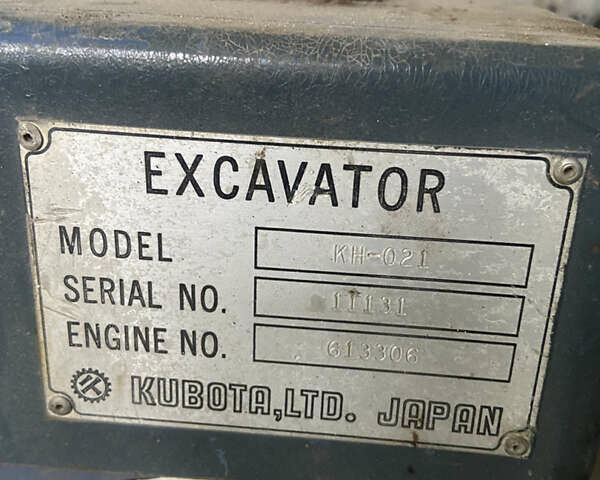 EXCAVATOR
MODEL KH-021
SERIAL NO. 11131
ENGINE NO. 613306
KUBOTA, LTD. JAPAN